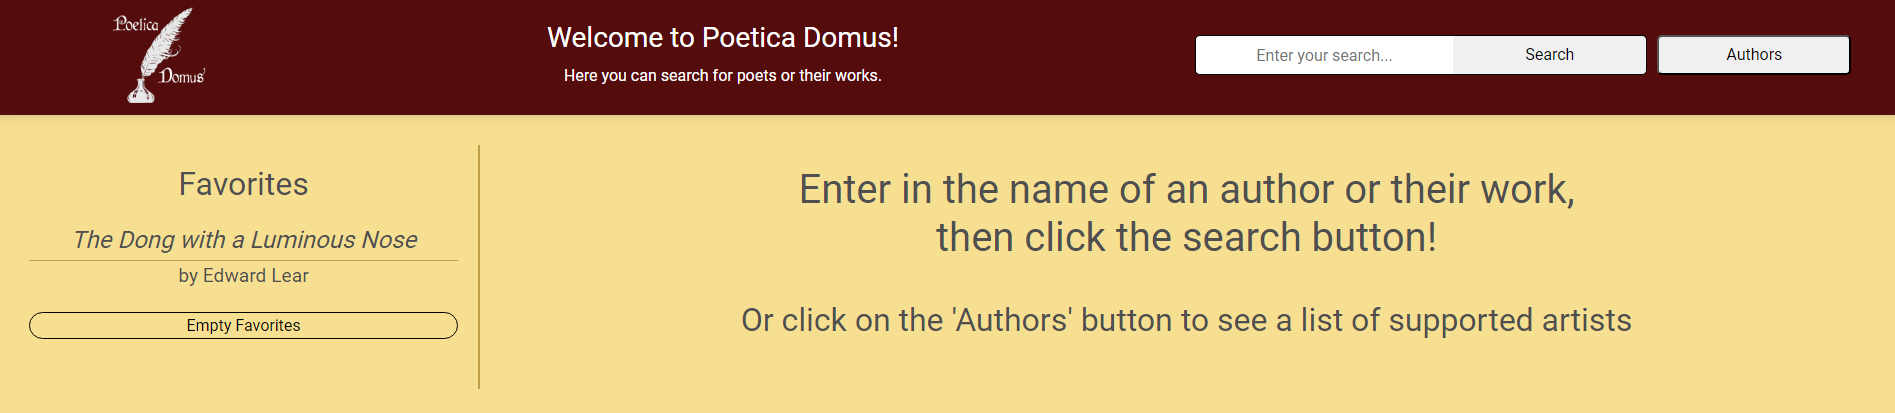 Poetica
Domus
Welcome to Poetica Domus!
Here you can search for poets or their works.
Enter your search...
Search
Authors
Favorites
The Dong with a Luminous Nose
by Edward Lear
Empty Favorites
Enter in the name of an author or their work,
then click the search button!
Or click on the 'Authors' button to see a list of supported artists